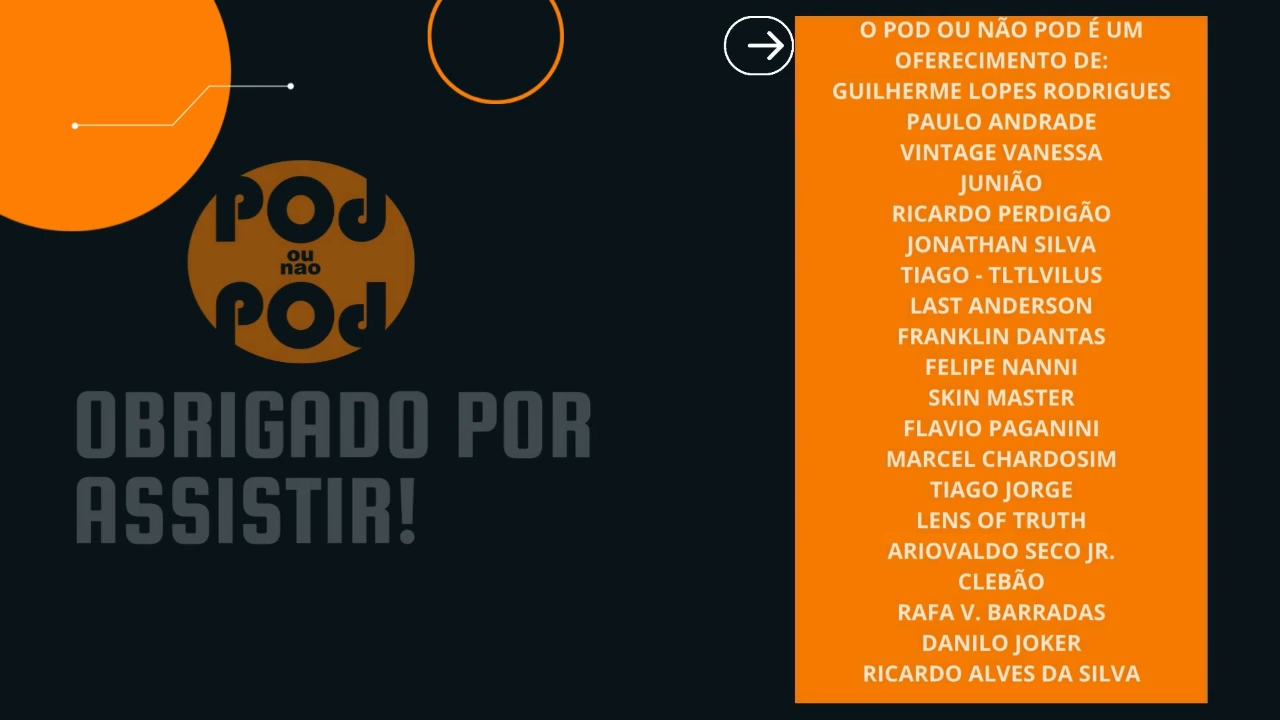 POd
ou
nao
POd
OBRIGADO POR
ASSISTIR!
O POD OU NÃO POD É UM
OFERECIMENTO DE:
GUILHERME LOPES RODRIGUES
PAULO ANDRADE
VINTAGE VANESSA
JUNIÃO
RICARDO PERDIGÃO
JONATHAN SILVA
TIAGO - TLTLVILUS
LAST ANDERSON
FRANKLIN DANTAS
FELIPE NANNI
SKIN MASTER
FLAVIO PAGANINI
MARCEL CHARDOSIM
TIAGO JORGE
LENS OF TRUTH
ARIOVALDO SECO JR.
CLEBÃO
RAFA V. BARRADAS
DANILO JOKER
RICARDO ALVES DA SILVA